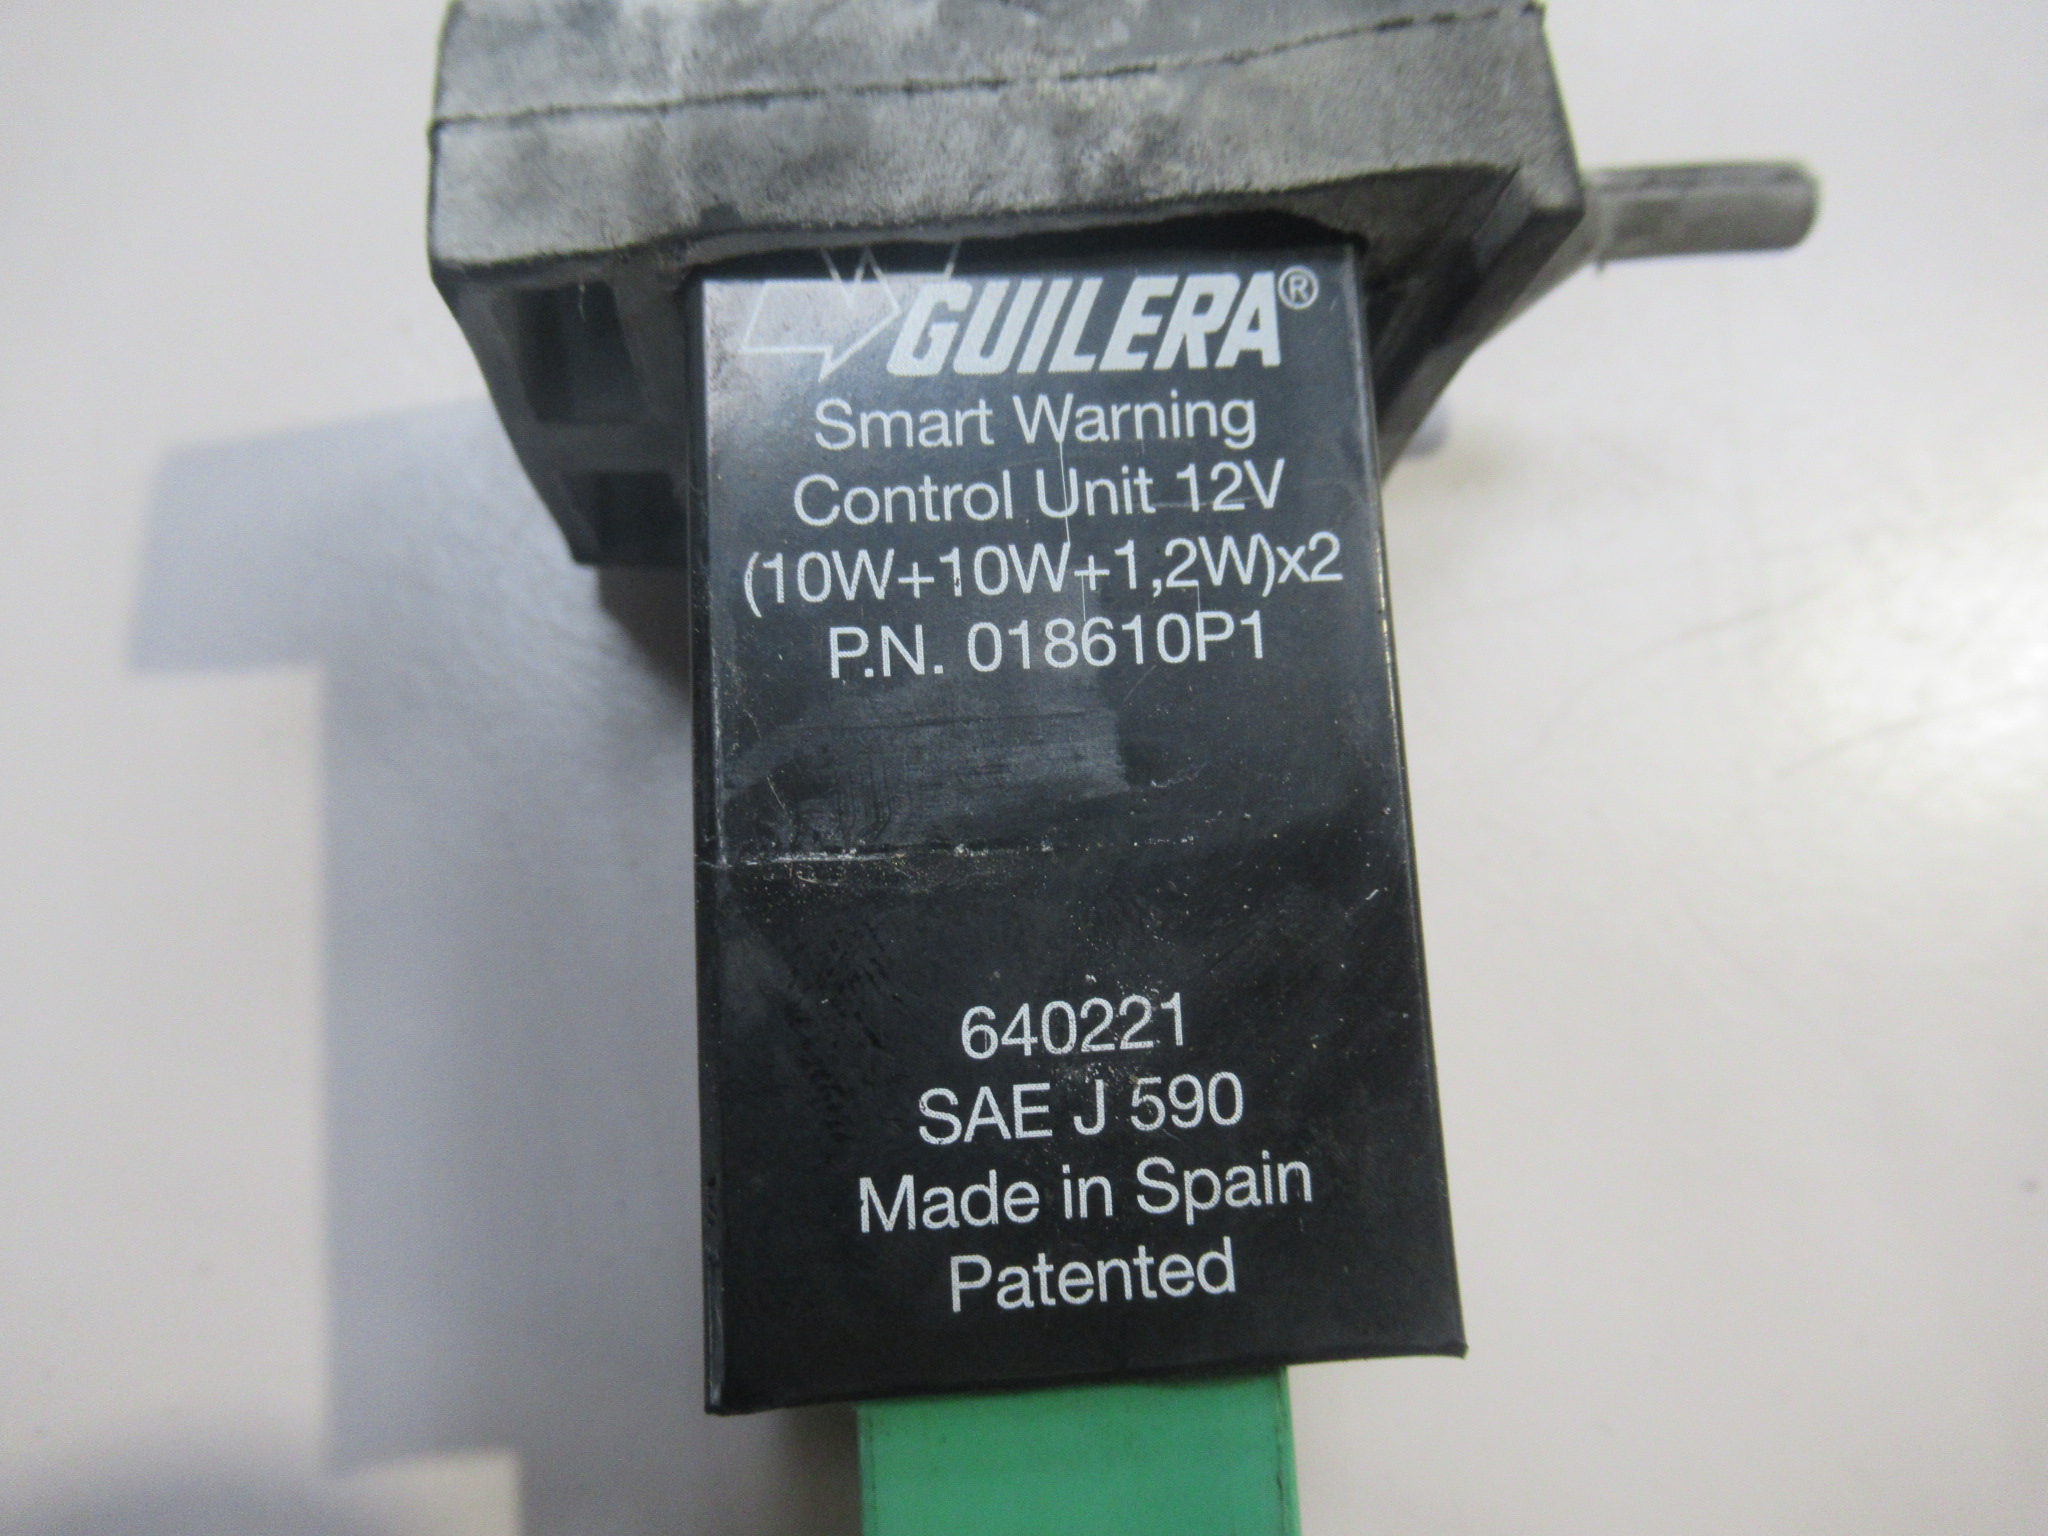 GUILERA®
Smart Warning
Control Unit 12V
(10W+10W+1,2W)x2
P.N. 018610P1
640221
SAE J 590
Made in Spain
Patented